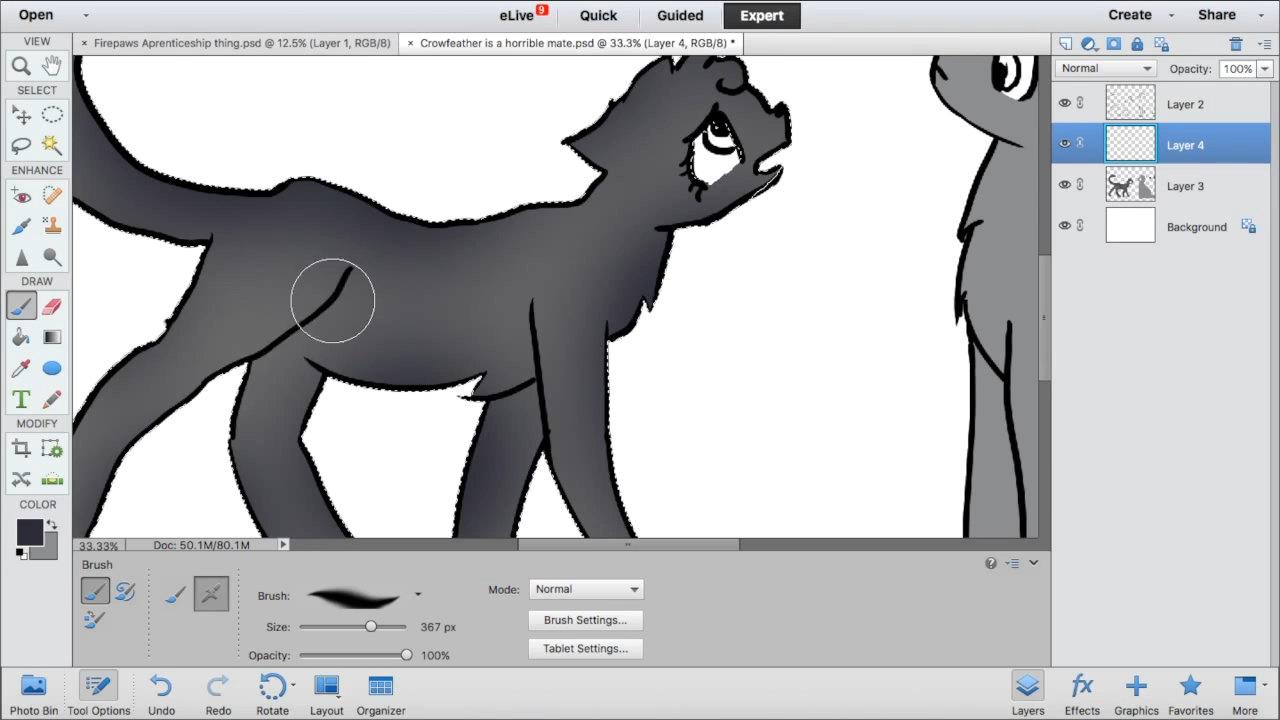 Open eLive 9 Quick Guided Expert Create Share
VIEW
× Firepaws Aprenticeship thing.psd @ 12.5% (Layer 1, RGB/8) × Crowfeather is a horrible mate.psd @ 33.3% (Layer 4, RGB/8) *
Normal Opacity: 100%
SELECT
Layer 2
Layer 4
ENHANCE
Layer 3
Background
DRAW
T
MODIFY
COLOR
33.33% Doc: 50.1M/80.1M
Brush
Brush: Mode: Normal
Size: 367 px Brush Settings...
Opacity: 100% Tablet Settings...
fx
Photo Bin Tool Options Undo Redo Rotate Layout Organizer Layers Effects Graphics Favorites More